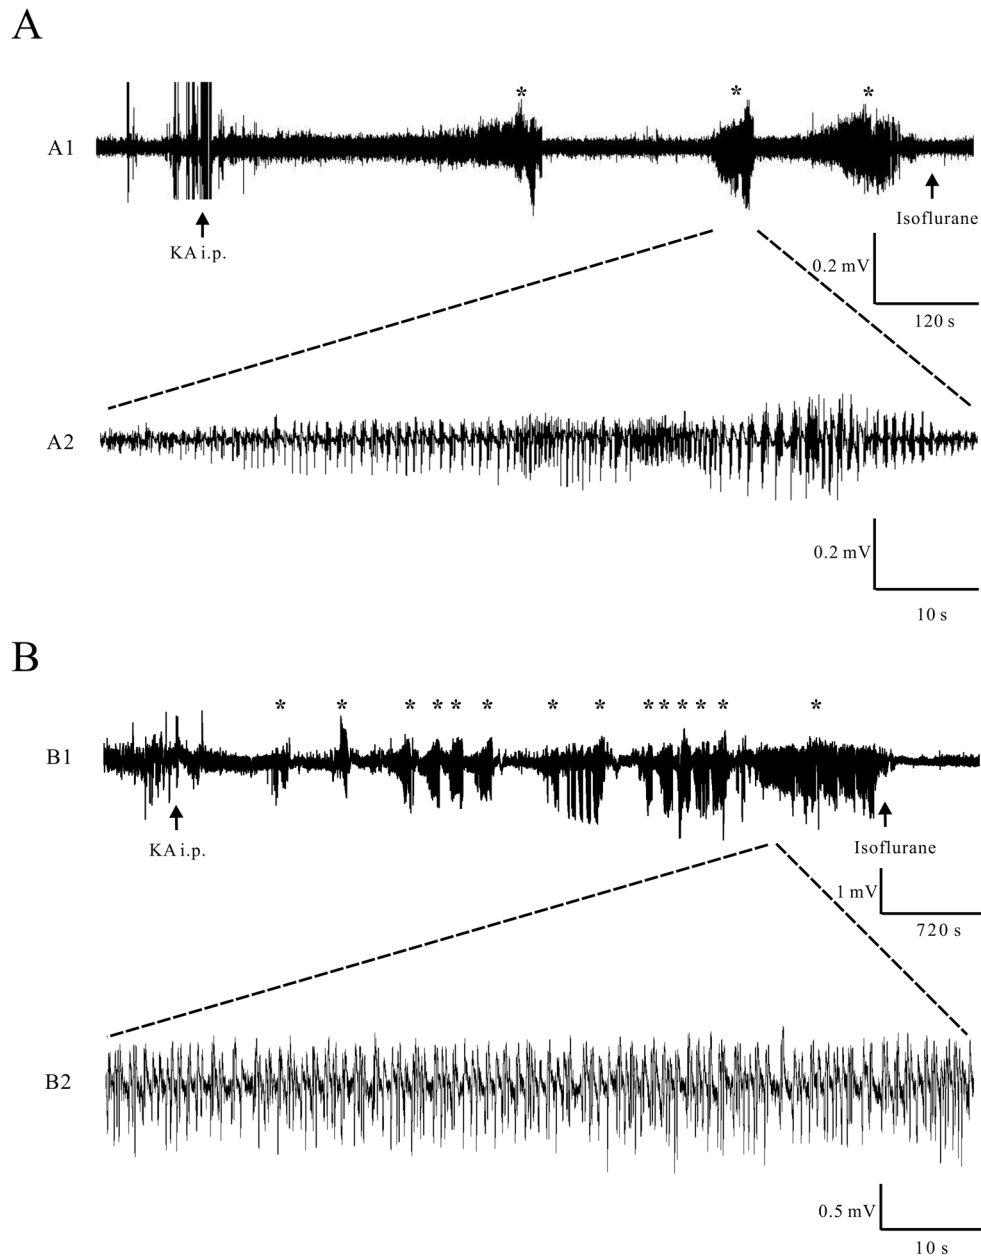 A
* * *
A1
KA i.p.
Isoflurane
0.2 mV
120 s
A2
0.2 mV
10 s
B
* * * * * * * * * * * * * *
B1
KA i.p.
Isoflurane
1 mV
720 s
B2
0.5 mV
10 s